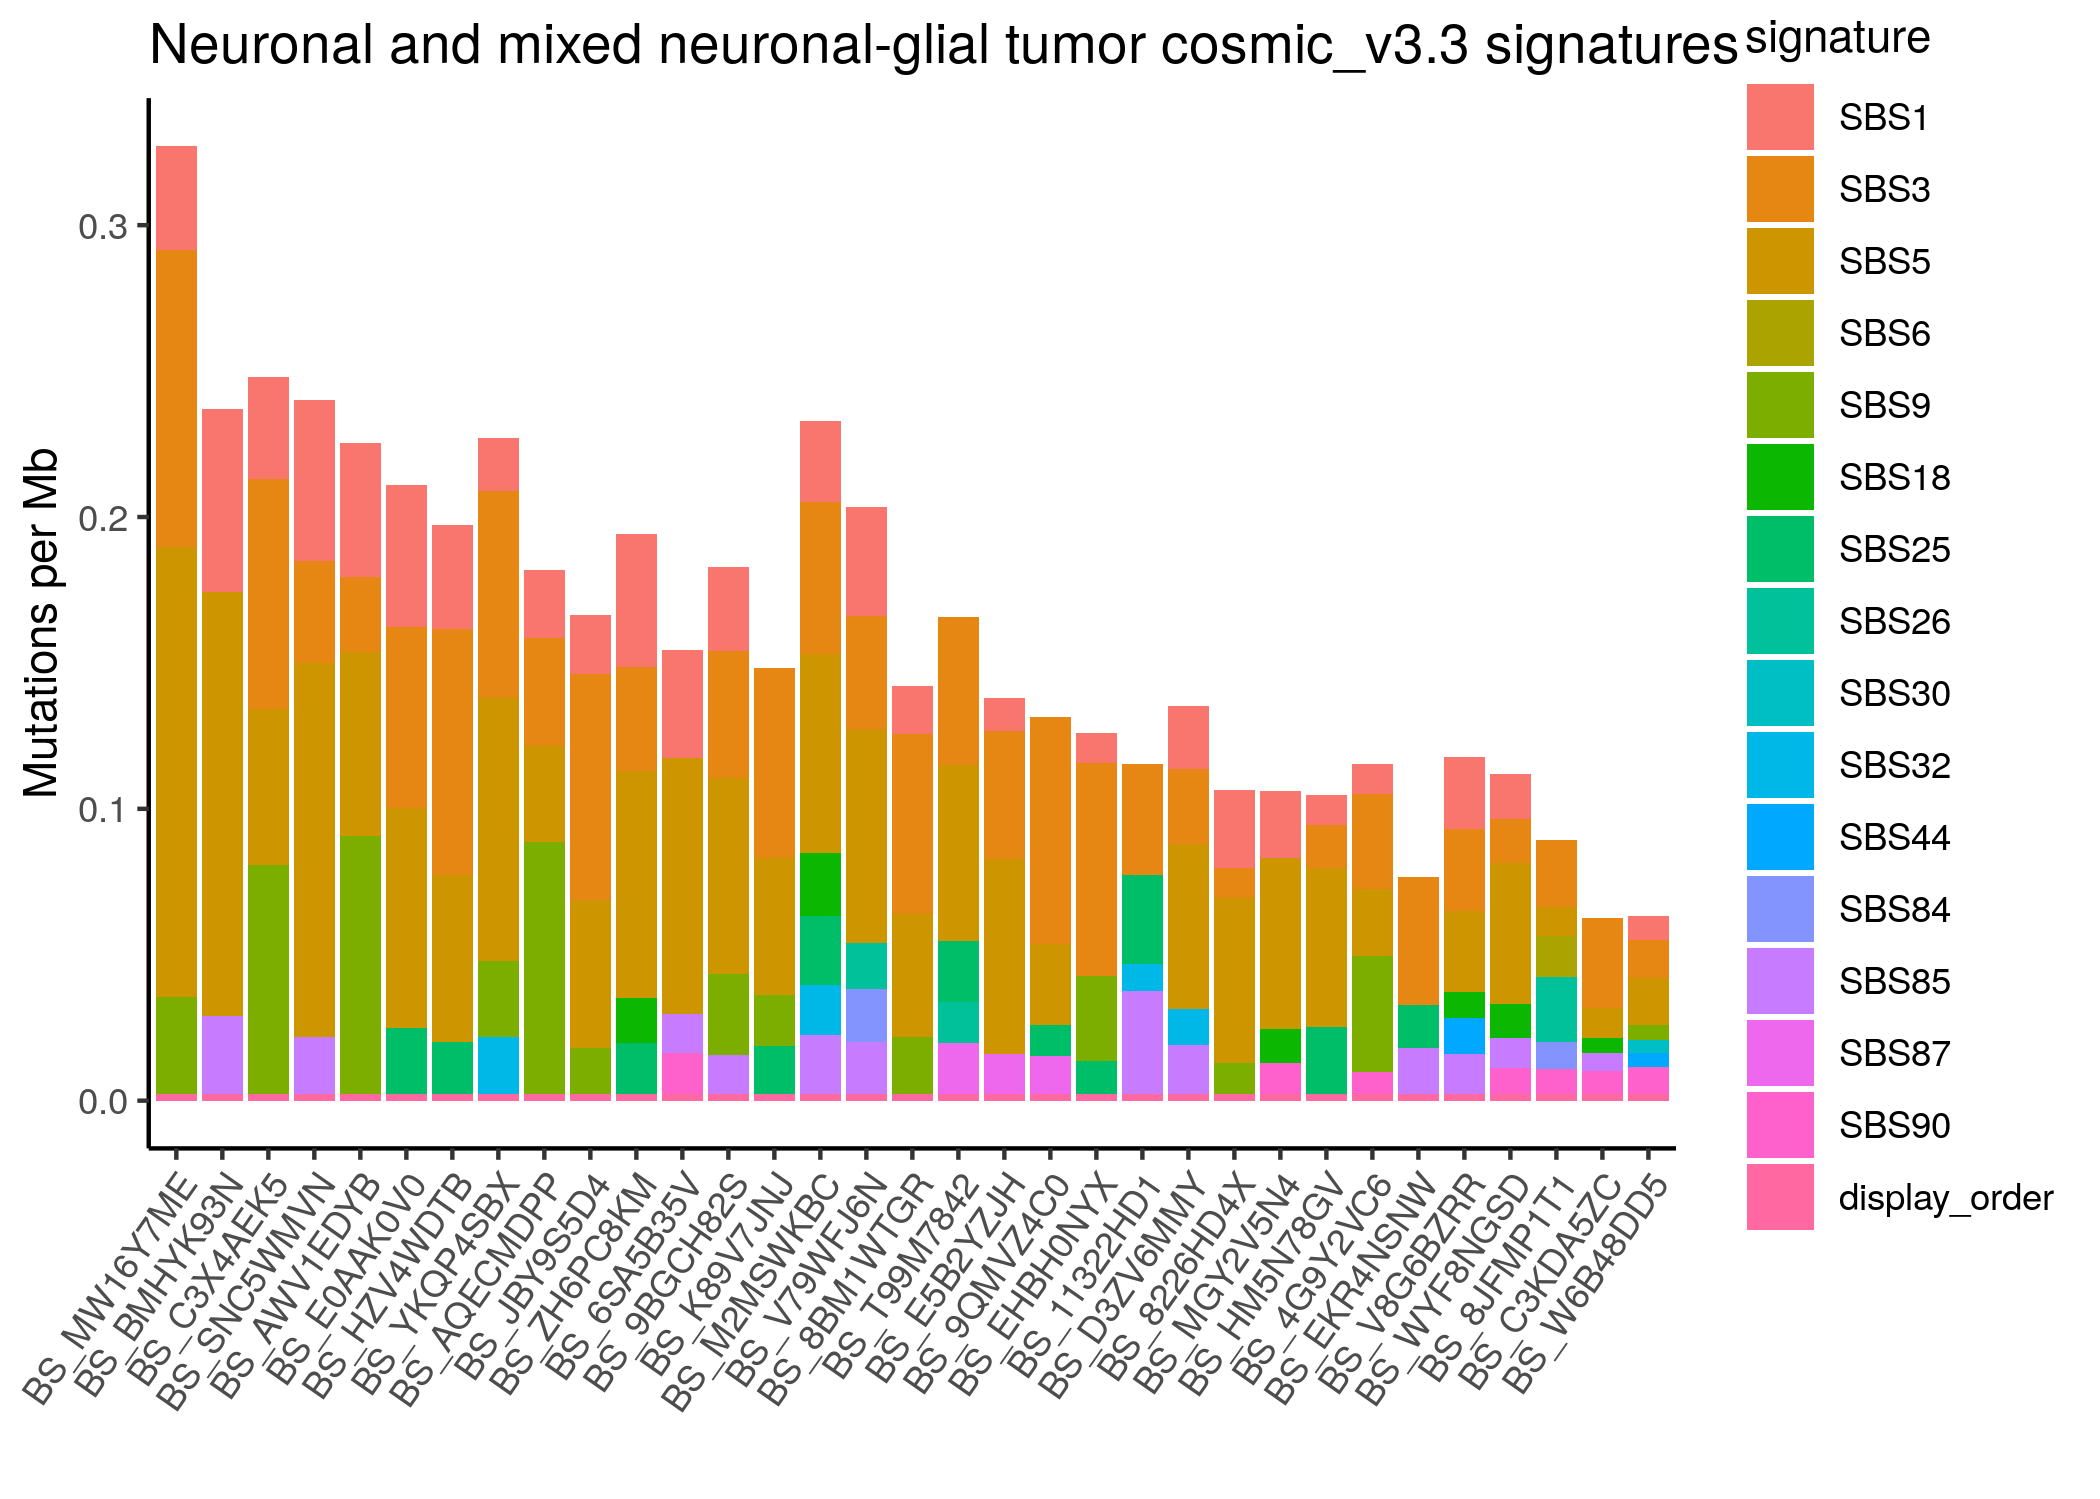 Neuronal and mixed neuronal-glial tumor cosmic_v3.3 signatures
signature
SBS1
SBS3
SBS5
SBS6
SBS9
SBS18
SBS25
SBS26
SBS30
SBS32
SBS44
SBS84
SBS85
SBS87
SBS90
display_order
Mutations per Mb
0.3
0.2
0.1
0.0
BS_MW16Y7ME
BS_BMHYK93N
BS_C3X4AEK5
BS_SNC5WMVN
BS_AWV1EDYB
BS_E0AAK0V0
BS_HZV4WDTB
BS_YKQP4SBX
BS_AQECMDPP
BS_JBY9S5D4
BS_ZH6PC8KM
BS_6SA5B35V
BS_9BGCH82S
BS_K89V7JNJ
BS_M2MSWKBC
BS_V79WFJ6N
BS_8BM1WTGR
BS_T99M7842
BS_E5B2YZJH
BS_9QMVZ4C0
BS_EHBH0NYX
BS_11322HD1
BS_D3ZV6MMY
BS_8226HD4X
BS_MGY2V5N4
BS_HM5N78GV
BS_4G9Y2VC6
BS_EKR4NSNW
BS_V8G6BZRR
BS_WYF8NGSD
BS_8JFMP1T1
BS_C3KDA5ZC
BS_W6B48DD5